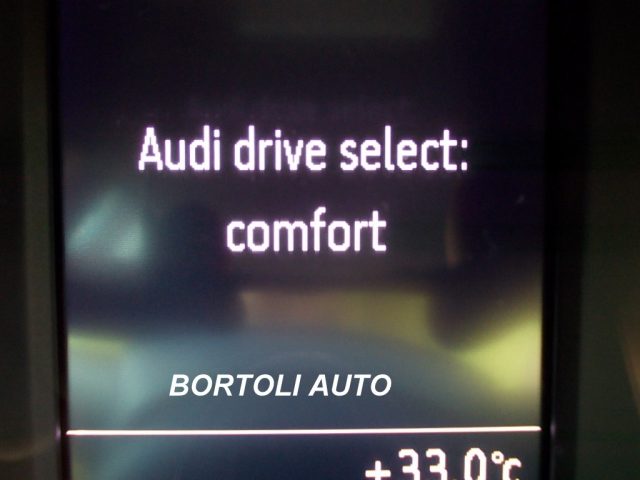 Audi drive select:
comfort
BORTOLI AUTO
+33.0°C